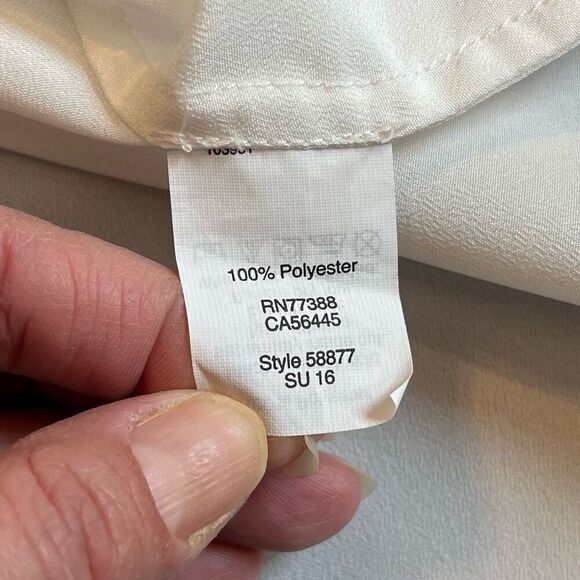 100% Polyester
RN77388
CA56445
Style 58877
SU 16